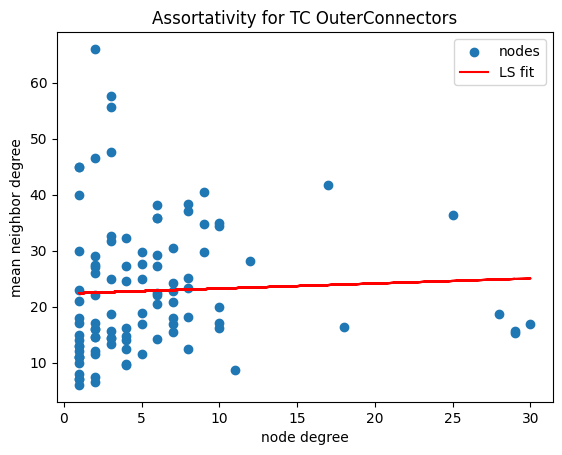 Assortativity for TC OuterConnectors
nodes
LS fit
mean neighbor degree
60
50
40
30
20
10
0 5 10 15 20 25 30
node degree